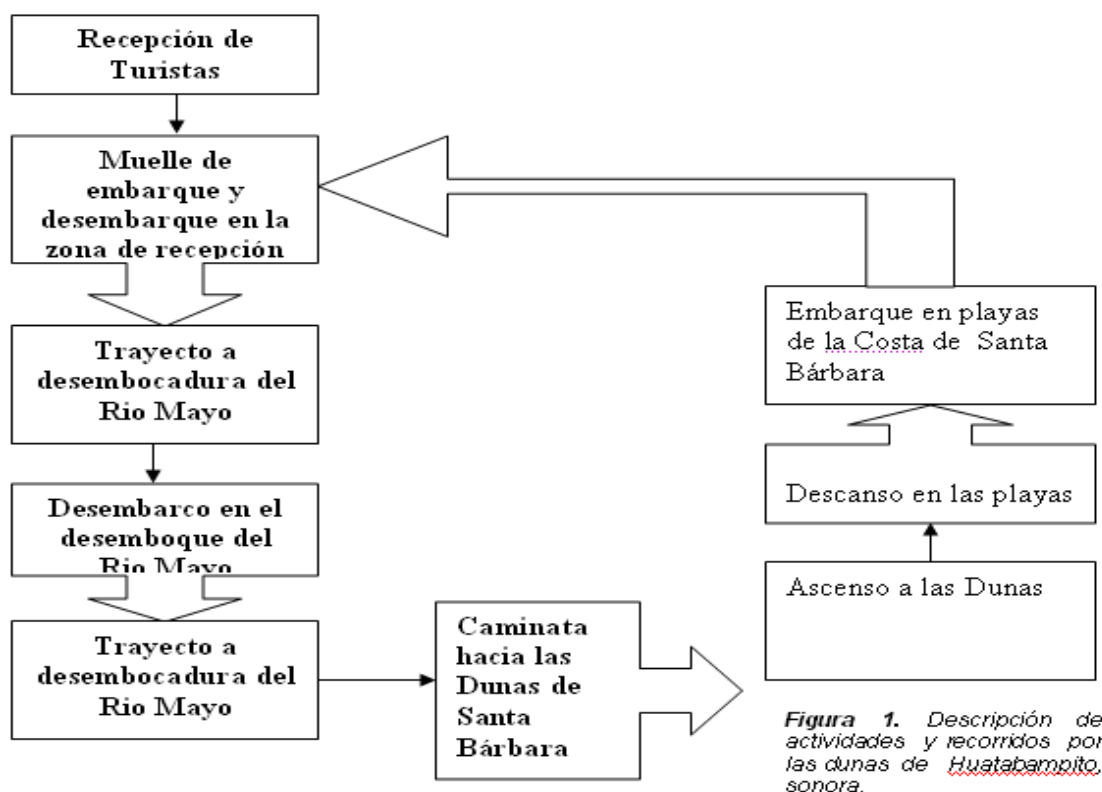 Recepción de
Turistas
Muelle de
embarque y
desembarque en la
zona de recepción
Trayecto a
desembocadura del
Rio Mayo
Desembarco en el
desemboque del
Rio Mayo
Trayecto a
desembocadura del
Rio Mayo
Caminata
hacia las
Dunas de
Santa
Bárbara
Ascenso a las Dunas
Descanso en las playas
Embarque en playas
de la Costa de Santa
Bárbara
Figura 1. Descripción de
actividades y recorridos por
las dunas de Huatabampito,
sonora.